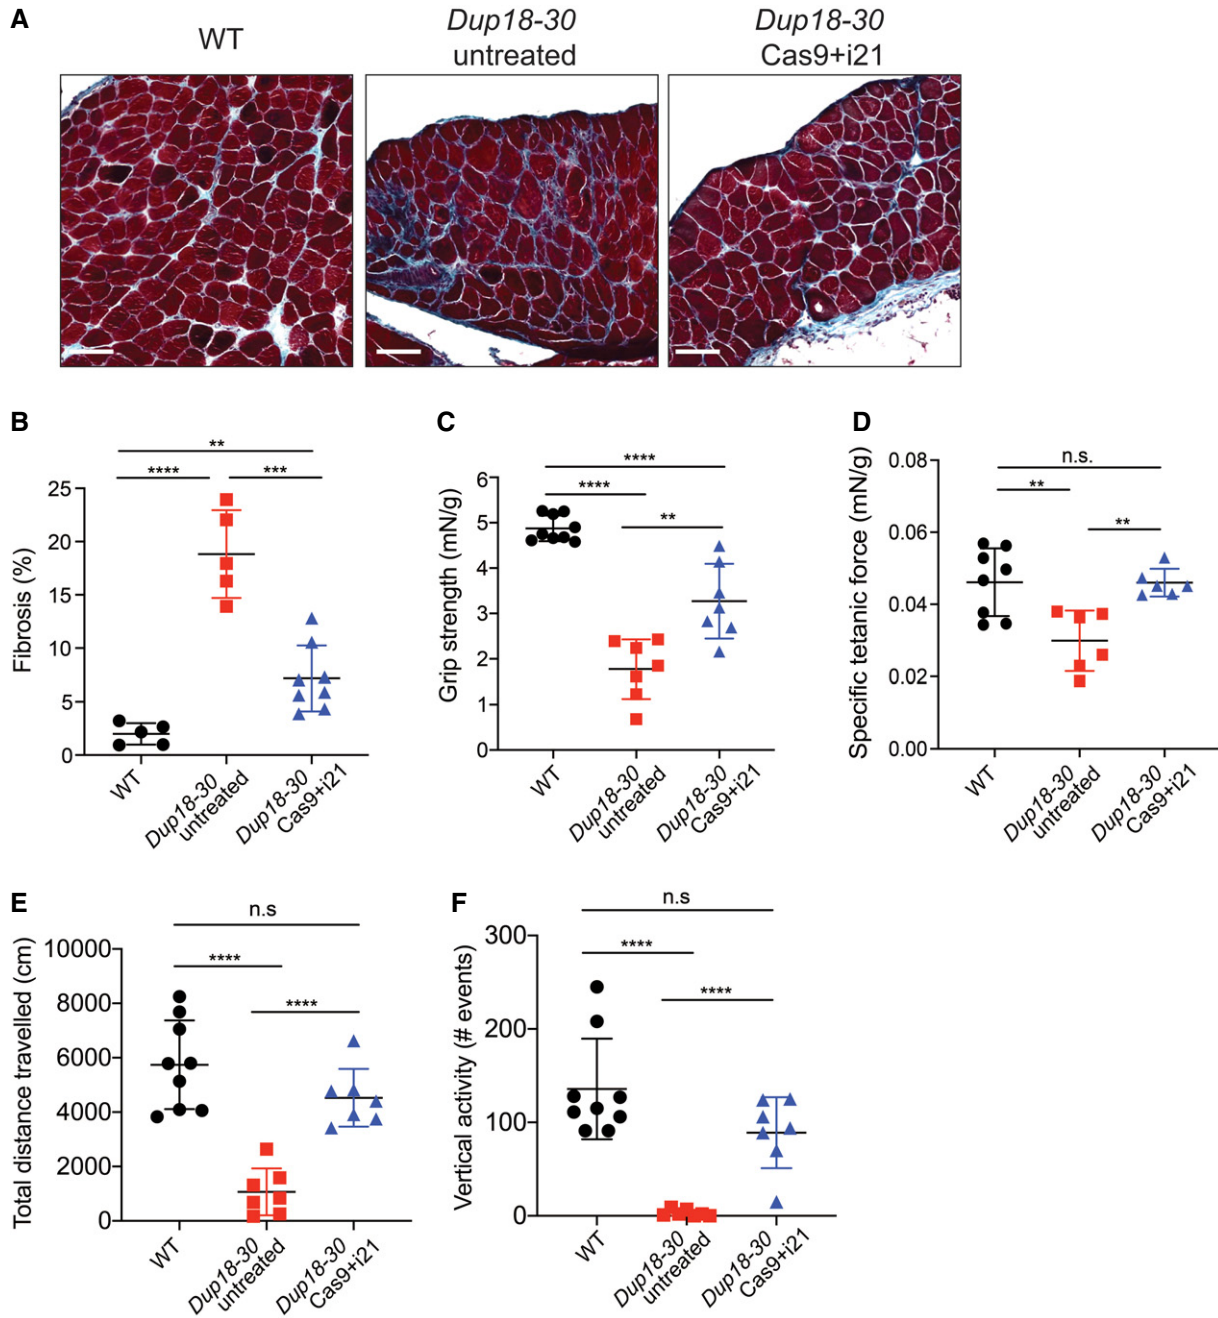 A
WT
Dup18-30
untreated
Dup18-30
Cas9+i21
B
**
****
***
Fibrosis (%)
25
20
15
10
5
0
WT
Dup18-30
untreated
Dup18-30
Cas9+i21
C
****
****
**
Grip strength (mN/g)
6
5
4
3
2
1
0
WT
Dup18-30
untreated
Dup18-30
Cas9+i21
D
n.s.
**
**
Specific tetanic force (mN/g)
0.08
0.06
0.04
0.02
0.00
WT
Dup18-30
untreated
Dup18-30
Cas9+i21
E
n.s
****
****
Total distance travelled (cm)
10000
8000
6000
4000
2000
0
WT
Dup18-30
untreated
Dup18-30
Cas9+i21
F
n.s
****
****
Vertical activity (# events)
300
200
100
0
WT
Dup18-30
untreated
Dup18-30
Cas9+i21